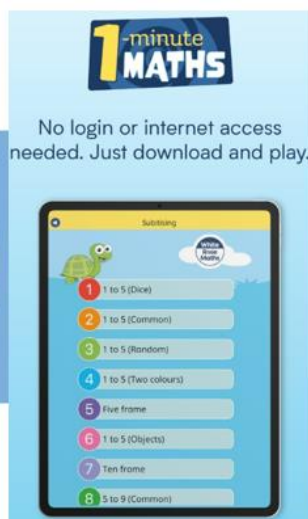 1-minute
MATHS
No login or internet access
needed. Just download and play.
Subitising
White
Rose
Maths
1 1 to 5 (Dice)
2 1 to 5 (Common)
3 1 to 5 (Random)
4 1 to 5 (Two colours)
5 Five frame
6 1 to 5 (Objects)
7 Ten frame
8 5 to 9 (Common)